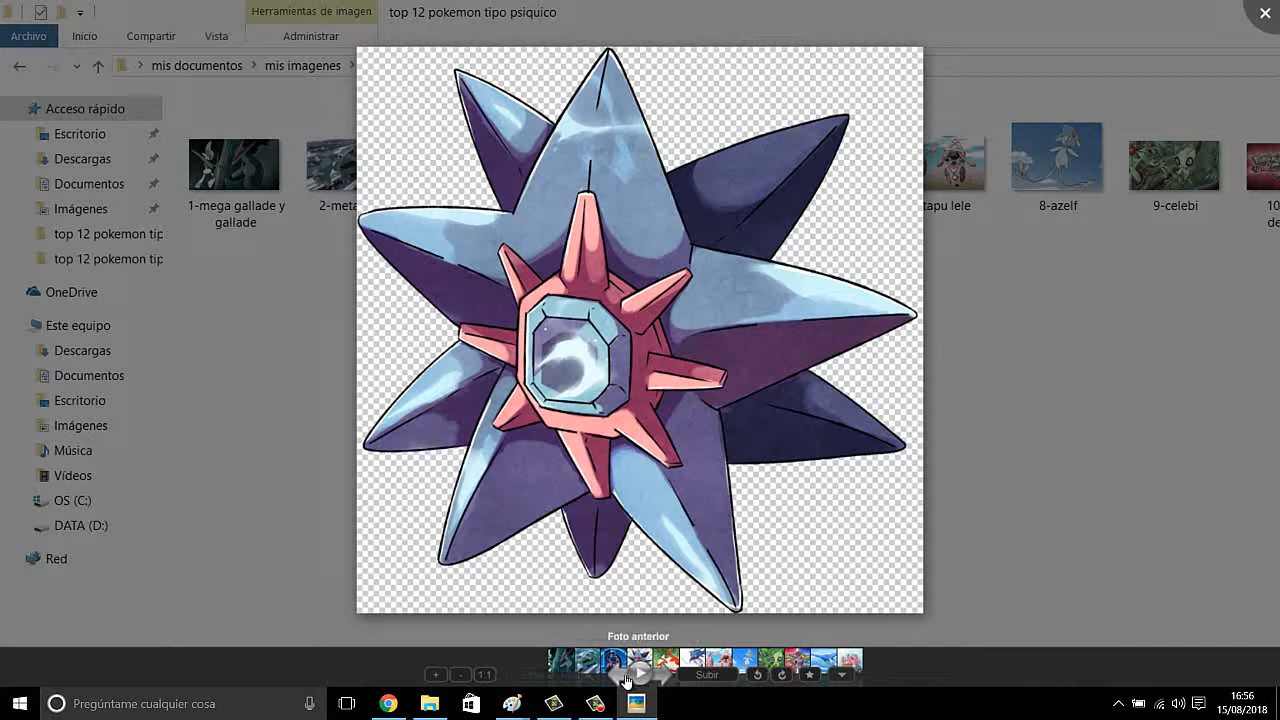 Herramientas de imagen
top 12 pokemon tipo psiquico
Archivo
Inicio
Compartir
Vista
Administrar
mis documentos
mis imagenes
Acceso rápido
Escritorio
Descargas
Documentos
Imágenes
top 12 pokemon tip
top 12 pokemon tip
OneDrive
Este equipo
Descargas
Documentos
Escritorio
Imágenes
Música
Vídeos
OS (C:)
DATA (D:)
Red
1-mega gallade y
gallade
2-meta
tapu lele
8-azelf
9-celebi
10
de
Foto anterior
+
-
1:1
Subir
Pregúntame cualquier cosa
16:56
15/08/2018